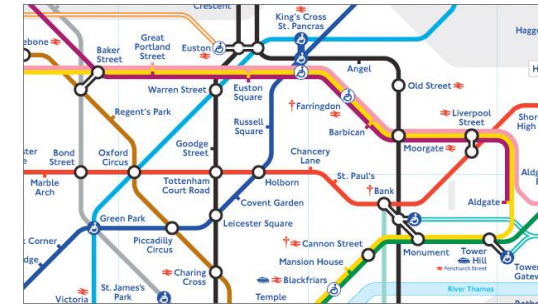 Crescent
King's Cross
St. Pancras
Great
Portland
Street
Euston
ebone
Baker
Street
Angel
Hagge
H
Warren Street
Euston
Square
Old Street
†Farringdon
Liverpool
Street
Regent's Park
Russell
Square
Barbican
Shor
High
Goodge
Street
Chancery
Lane
Moorgate
ter
Bond
Street
Oxford
Circus
St. Paul's
Aldg
Marble
Arch
Tottenham
Court Road
Holborn
†Bank
Aldgate
Covent Garden
Green Park
Leicester Square
Corner
Piccadilly
Circus
†Cannon Street
Monument
Tower
Hill
Fenchurch Street
dge
Mansion House
Charing
Cross
Blackfriars
Tower
Gatew
St. James's
Park
Victoria
Temple
River Thames